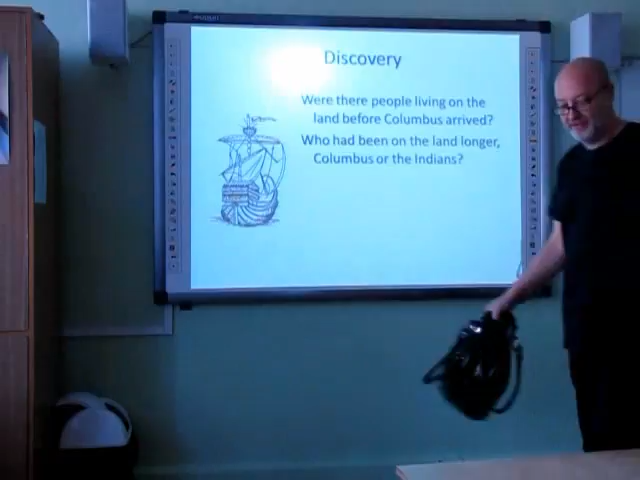 Discovery
Were there people living on the
land before Columbus arrived?
Who had been on the land longer,
Columbus or the Indians?